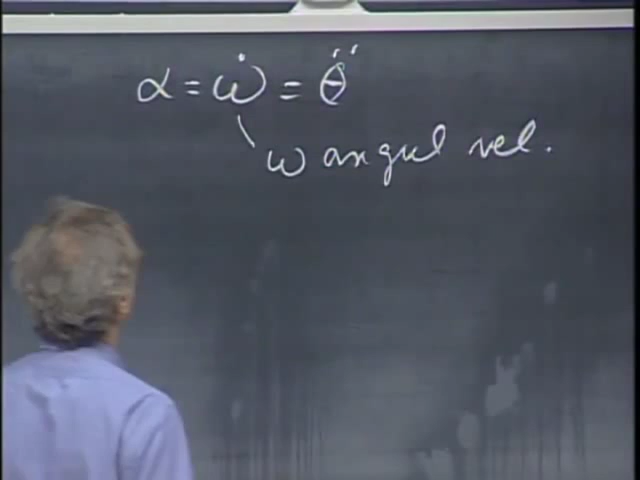 α = ω̇ = θ̈
ω angul vel.